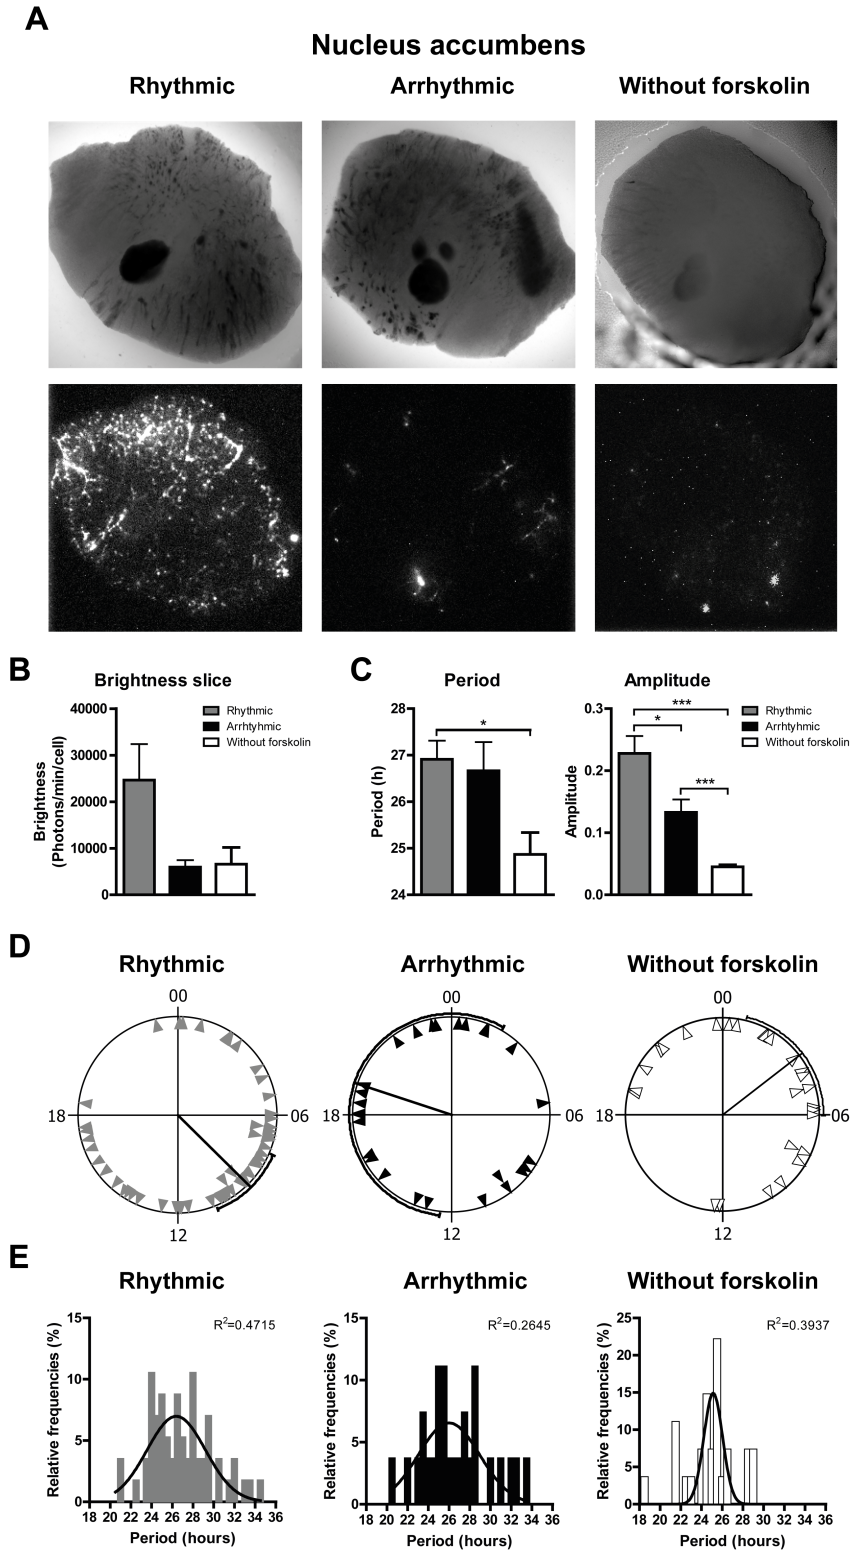 A
Nucleus accumbens
Rhythmic Arrhythmic Without forskolin
B
Brightness slice
Brightness
(Photons/min/cell)
40000
30000
20000
10000
0
Rhythmic
Arrhtyhmic
Without forskolin
C
Period
Period (h)
28
27
26
25
24
*
Amplitude
Amplitude
0.3
0.2
0.1
0.0
***
*
***
Rhythmic
Arrhtyhmic
Without forskolin
D
Rhythmic Arrhythmic Without forskolin
00 00 00
18 06 18 06 18 06
12 12 12
E
Rhythmic Arrhythmic Without forskolin
Relative frequencies (%)
15
10
5
0
R²=0.4715
18 20 22 24 26 28 30 32 34 36
Period (hours)
Relative frequencies (%)
15
10
5
0
R²=0.2645
18 20 22 24 26 28 30 32 34 36
Period (hours)
Relative frequencies (%)
25
20
15
10
5
0
R²=0.3937
18 20 22 24 26 28 30 32 34 36
Period (hours)